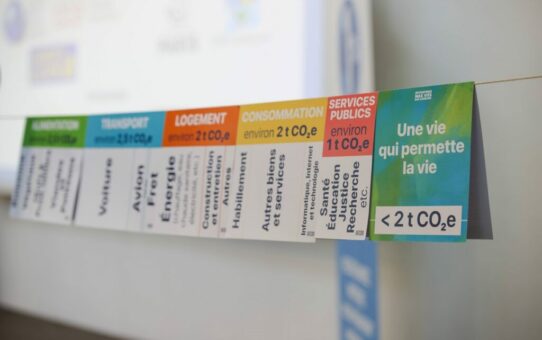 ALIMENTATION
TRANSPORT
environ 2,5 t CO₂e
Voiture
Avion
Fret
LOGEMENT
environ 2 t CO₂e
Énergie
Construction
et entretien
Autres
CONSOMMATION
environ 2 t CO₂e
Habillement
Autres biens
et services
Informatique, Internet
et technologie
SERVICES
PUBLICS
environ
1 t CO₂e
Santé
Éducation
Justice
Recherche
etc.
Une vie
qui permette
la vie
< 2 t CO₂e